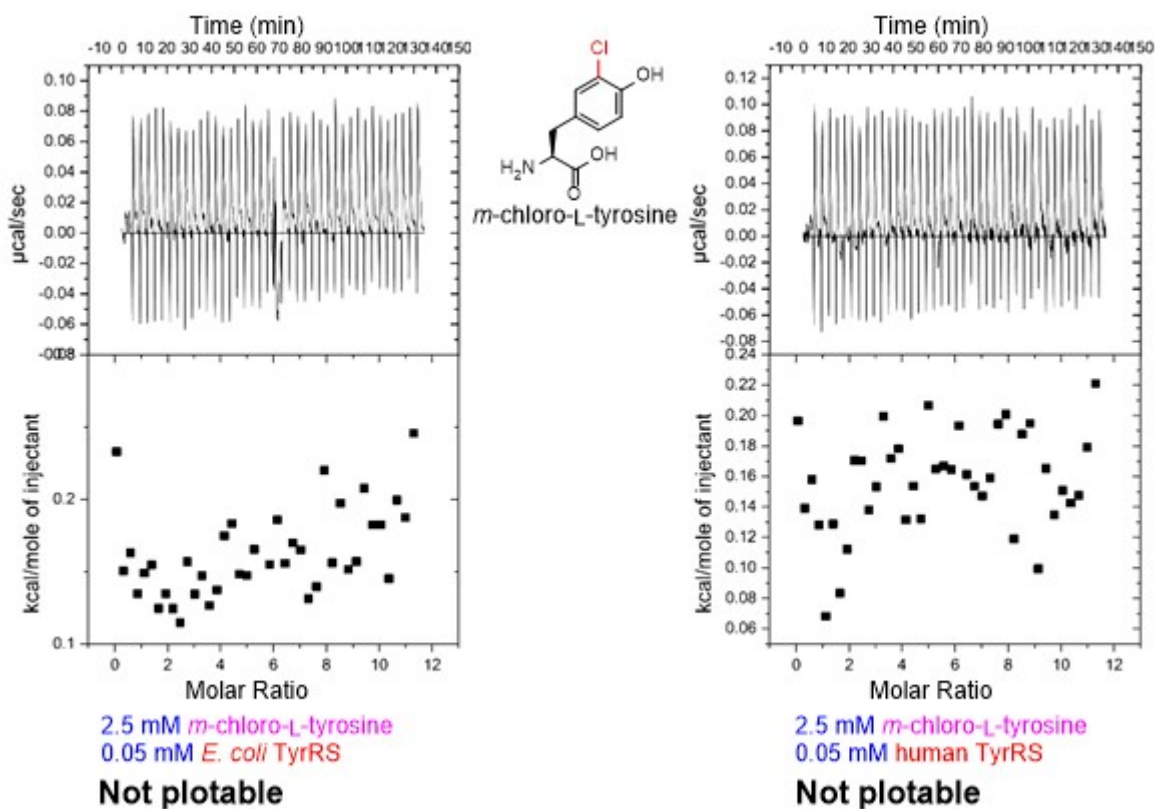 Time (min)
-10 0 10 20 30 40 50 60 70 80 90 100 110 120 130 140 150
0.10
0.08
0.06
0.04
0.02
0.00
-0.02
-0.04
-0.06
µcal/sec
0.2
0.1
kcal/mole of injectant
0 2 4 6 8 10 12
Molar Ratio
2.5 mM m-chloro-L-tyrosine
0.05 mM E. coli TyrRS
Not plotable
Cl
OH
H₂N
OH
O
m-chloro-L-tyrosine
Time (min)
-10 0 10 20 30 40 50 60 70 80 90 100 110 120 130 140 150
0.12
0.10
0.08
0.06
0.04
0.02
0.00
-0.02
-0.04
-0.06
-0.08
µcal/sec
0.24
0.22
0.20
0.18
0.16
0.14
0.12
0.10
0.08
0.06
kcal/mole of injectant
0 2 4 6 8 10 12
Molar Ratio
2.5 mM m-chloro-L-tyrosine
0.05 mM human TyrRS
Not plotable